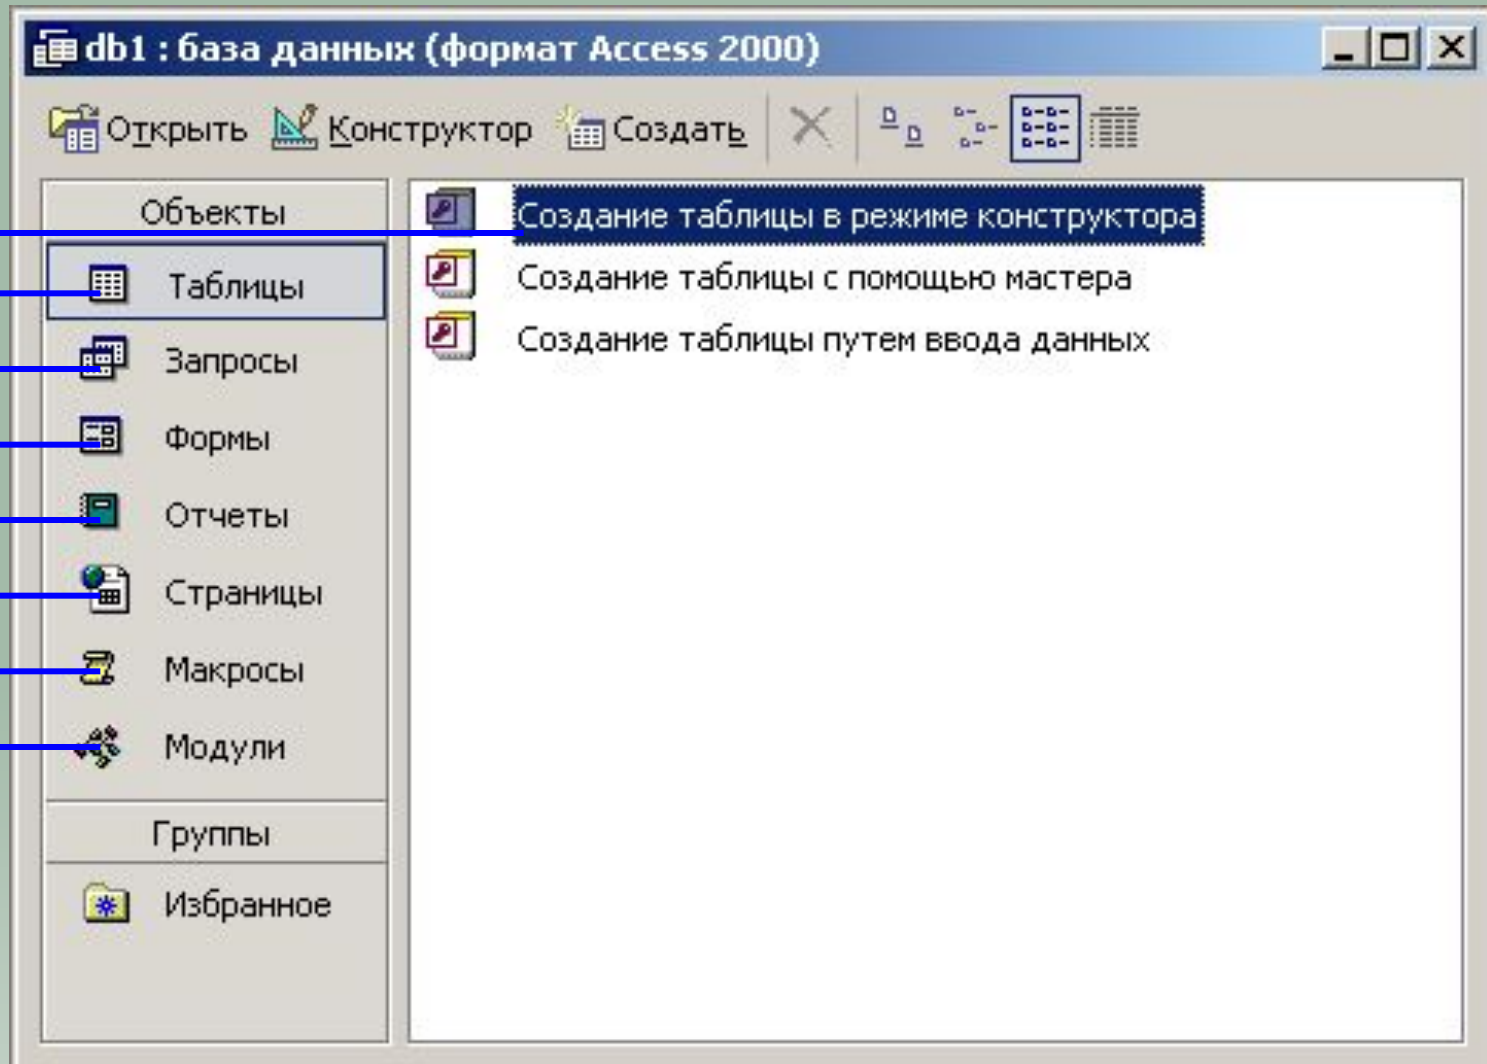 db1 : база данных (формат Access 2000)
Открыть Конструктор Создать
Объекты
Таблицы
Запросы
Формы
Отчеты
Страницы
Макросы
Модули
Группы
Избранное
Создание таблицы в режиме конструктора
Создание таблицы с помощью мастера
Создание таблицы путем ввода данных